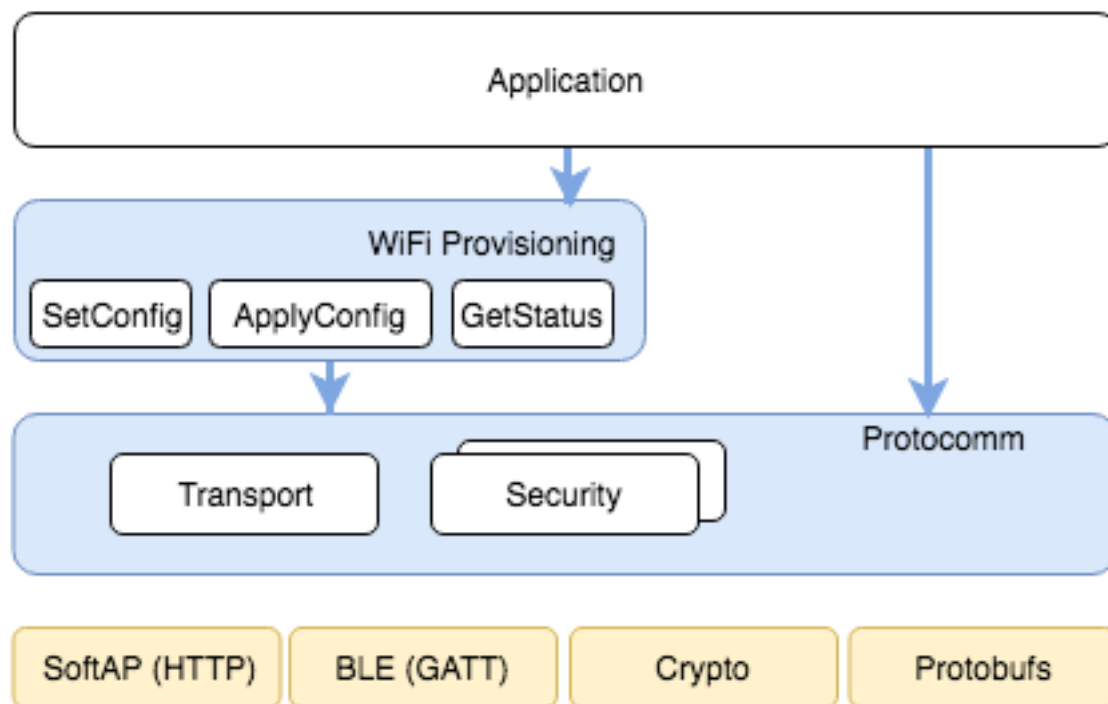 Application
WiFi Provisioning
SetConfig
ApplyConfig
GetStatus
Protocomm
Transport
Security
SoftAP (HTTP)
BLE (GATT)
Crypto
Protobufs